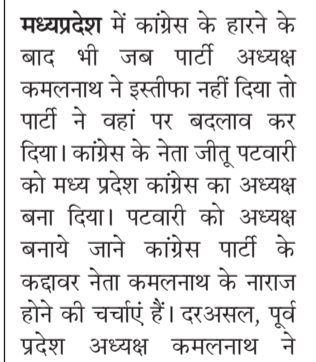 मध्यप्रदेश में कांग्रेस के हारने के
बाद भी जब पार्टी अध्यक्ष
कमलनाथ ने इस्तीफा नहीं दिया तो
पार्टी ने वहां पर बदलाव कर
दिया। कांग्रेस के नेता जीतू पटवारी
को मध्य प्रदेश कांग्रेस का अध्यक्ष
बना दिया। पटवारी को अध्यक्ष
बनाये जाने कांग्रेस पार्टी के
कद्दावर नेता कमलनाथ के नाराज
होने की चर्चाएं हैं। दरअसल, पूर्व
प्रदेश अध्यक्ष कमलनाथ ने